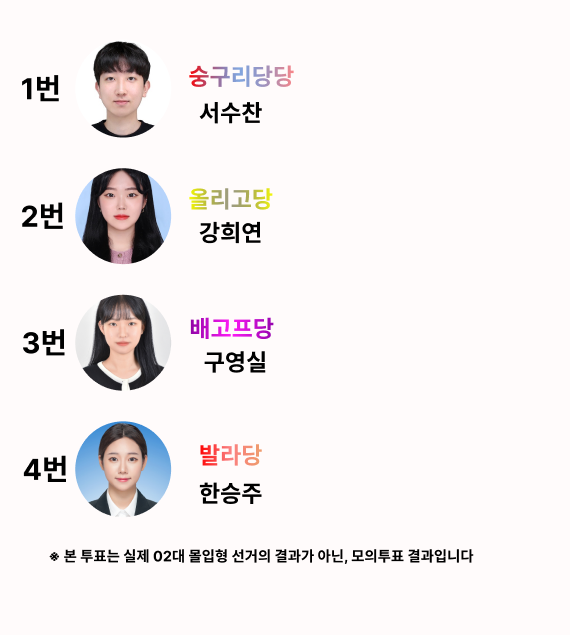 1번
숭구리당당
서수찬
2번
올리고당
강희연
3번
배고프당
구영실
4번
발라당
한승주
※ 본 투표는 실제 02대 몰입형 선거의 결과가 아닌, 모의투표 결과입니다